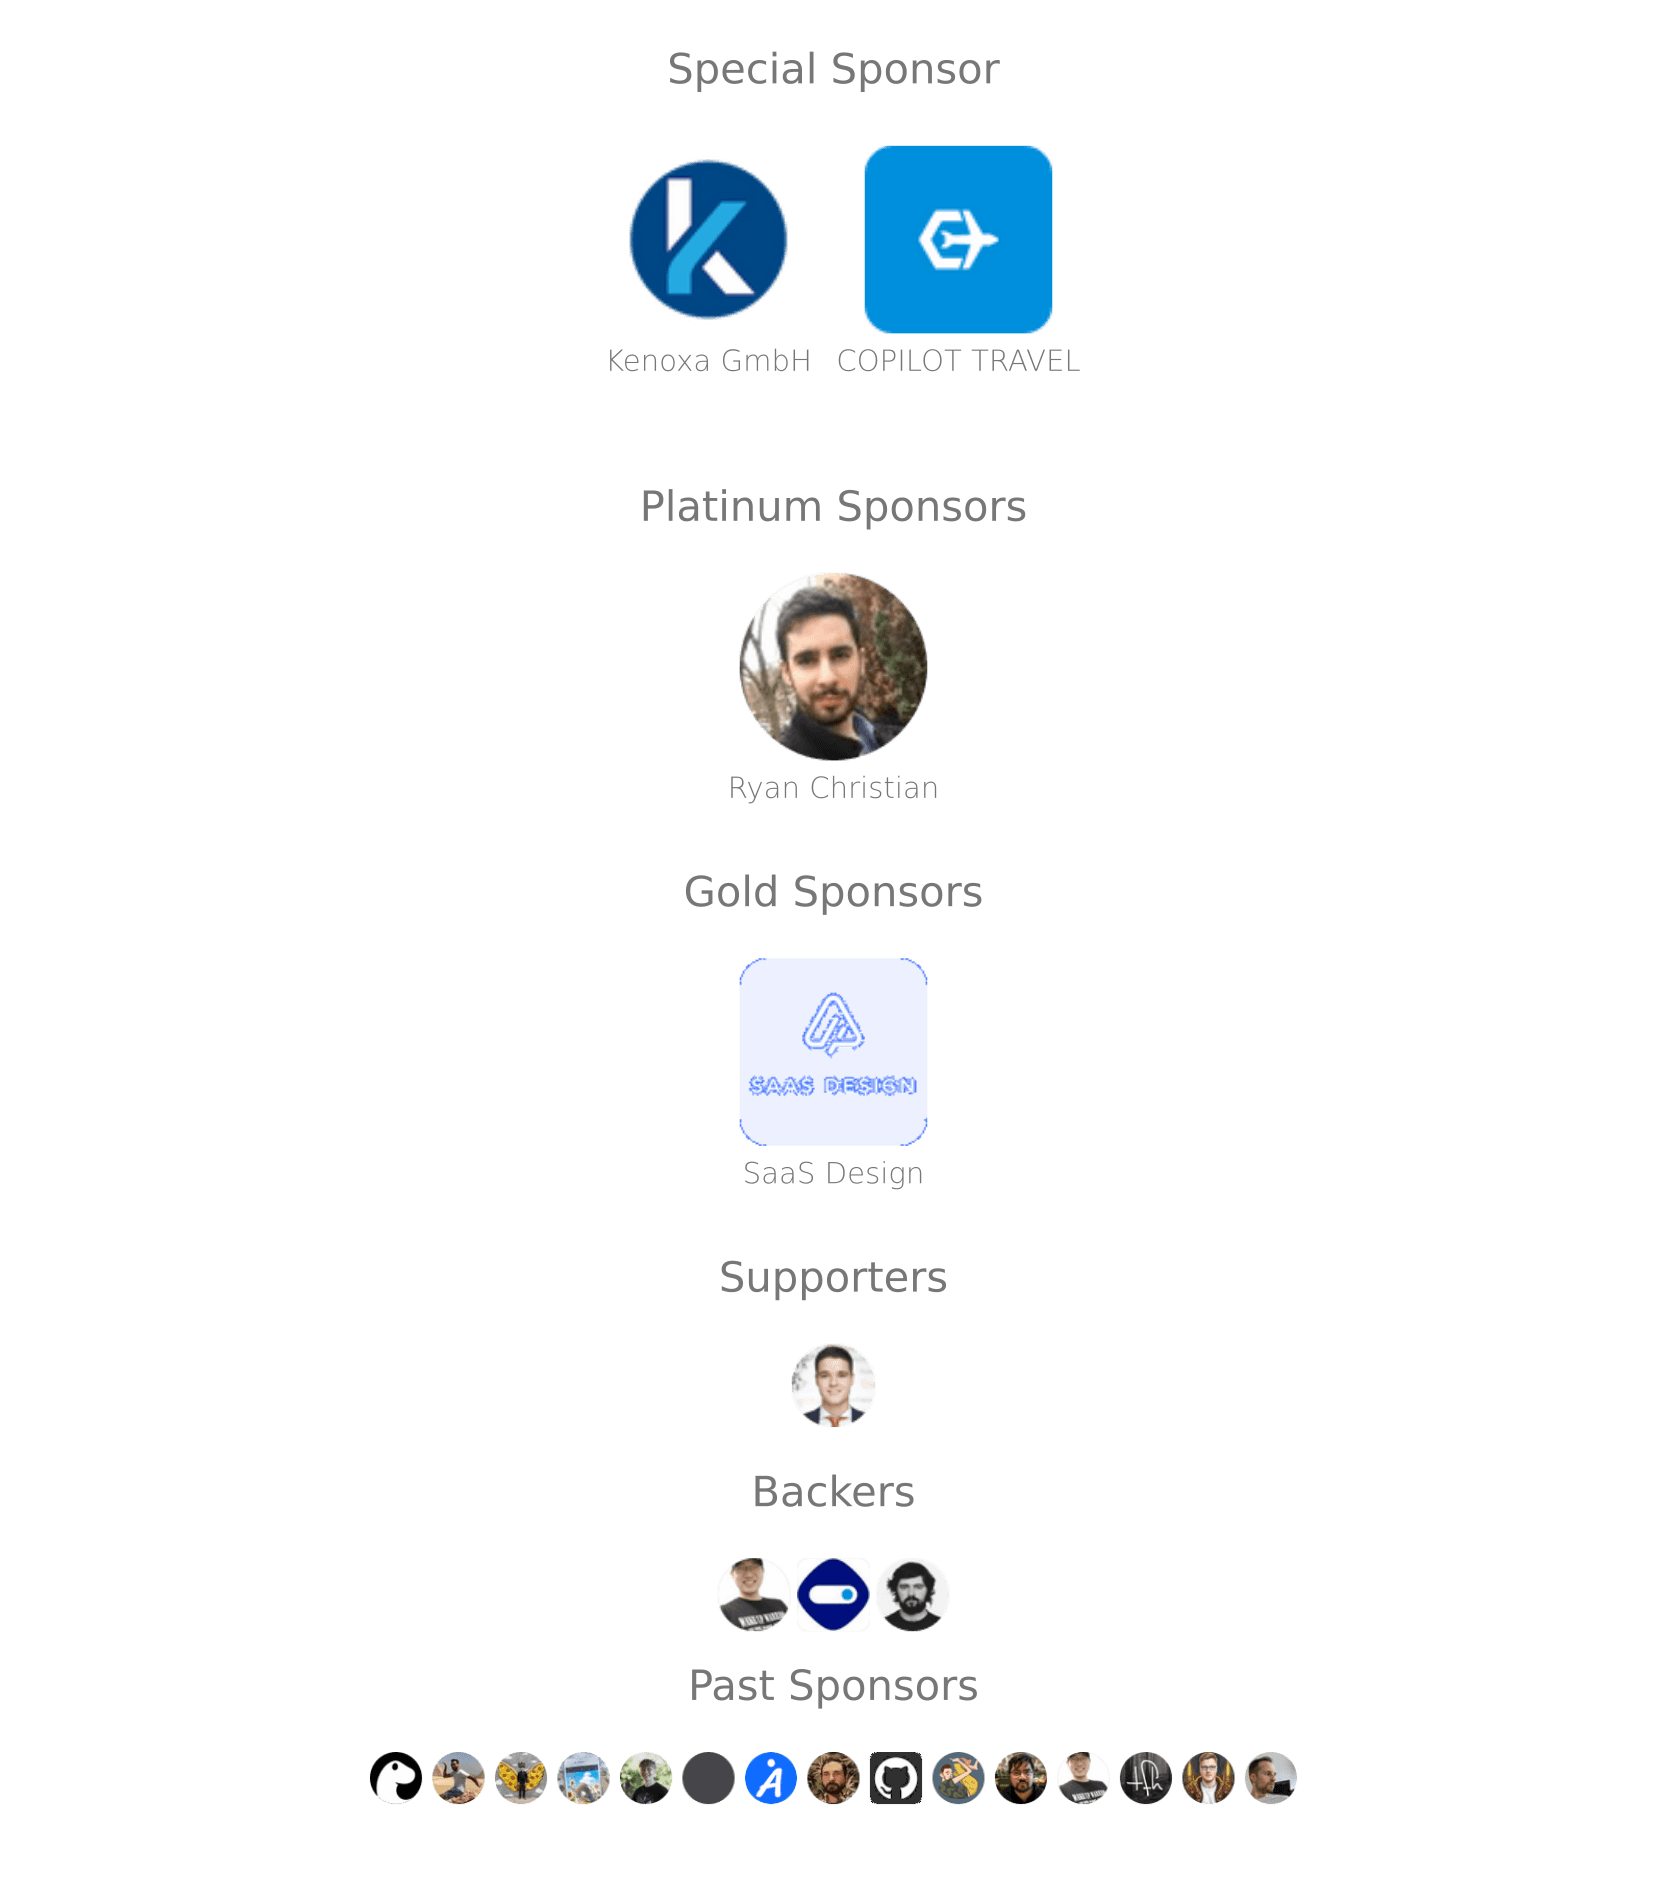 Special Sponsor
Kenoxa GmbH COPILOT TRAVEL
Platinum Sponsors
Ryan Christian
Gold Sponsors
SAAS DESIGN
SaaS Design
Supporters
Backers
Past Sponsors